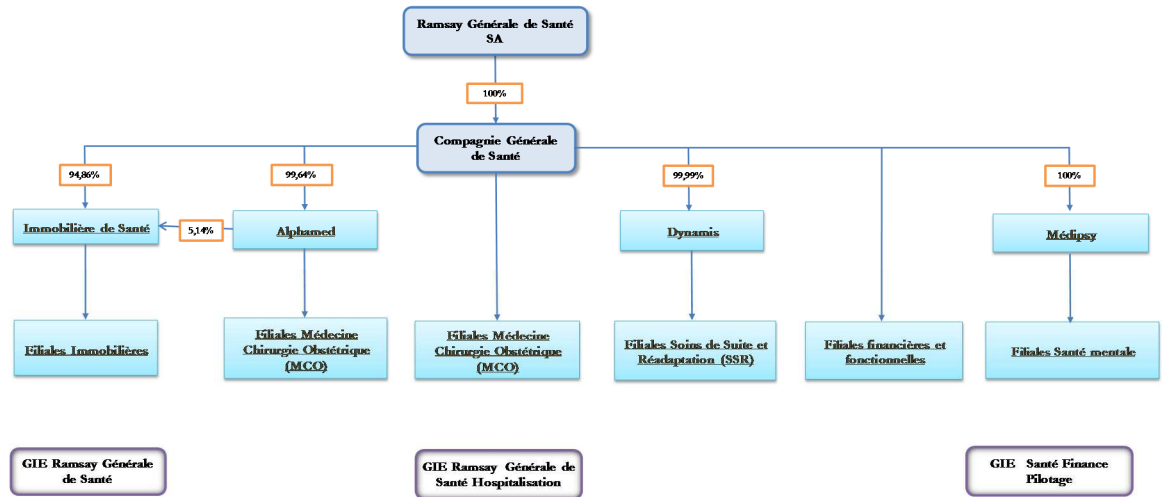 Ramsay Générale de Santé
SA
100%
Compagnie Générale
de Santé
94,86%
99,64%
99,99%
100%
Immobilière de Santé
5,14%
Alphamed
Dynamis
Médipsy
Filiales Immobilières
Filiales Médecine
Chirurgie Obstétrique
(MCO)
Filiales Médecine
Chirurgie Obstétrique
(MCO)
Filiales Soins de Suite et
Réadaptation (SSR)
Filiales financières et
fonctionnelles
Filiales Santé mentale
GIE Ramsay Générale
de Santé
GIE Ramsay Générale de
Santé Hospitalisation
GIE Santé Finance
Pilotage